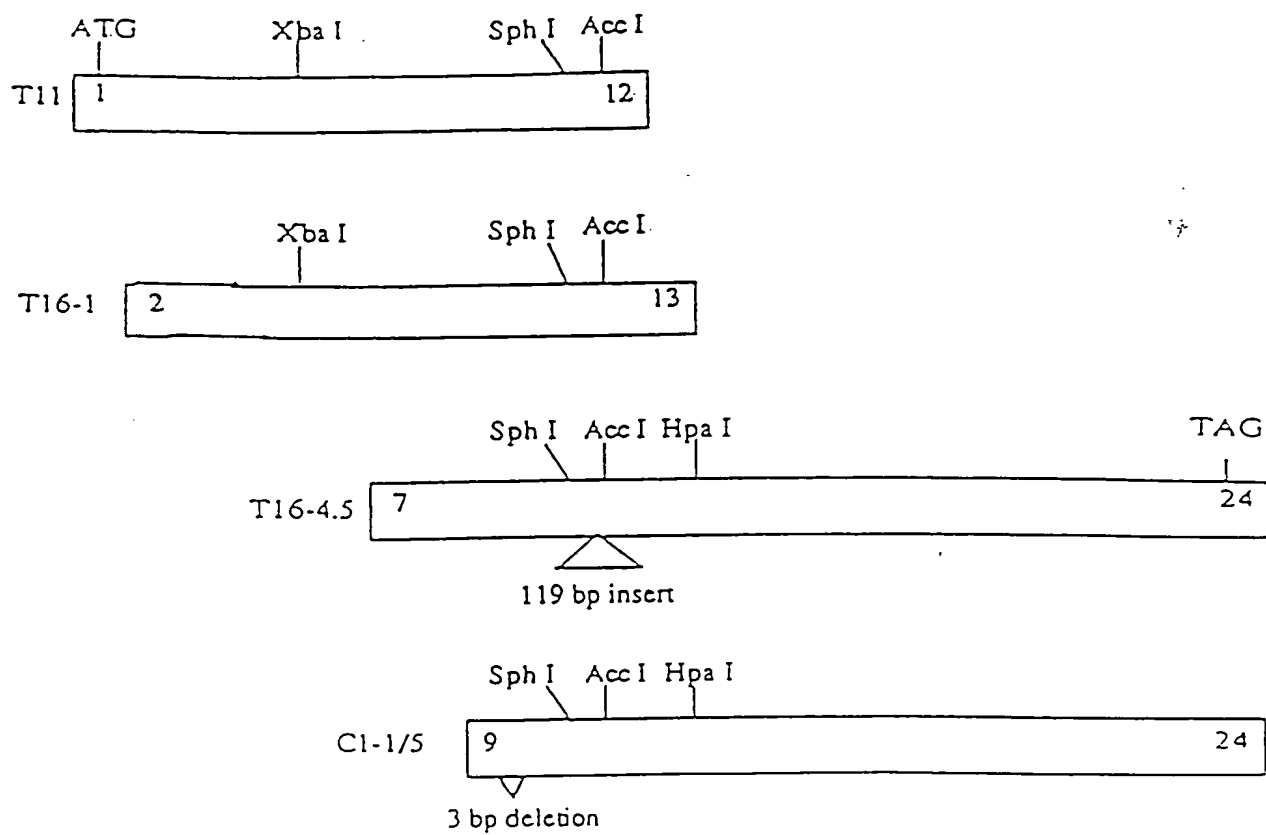 ATG Xba I Sph I Acc I
T11 1 12
Xba I Sph I Acc I
T16-1 2 13
Sph I Acc I Hpa I TAG
T16-4.5 7 24
119 bp insert
Sph I Acc I Hpa I
C1-1/5 9 24
3 bp deletion